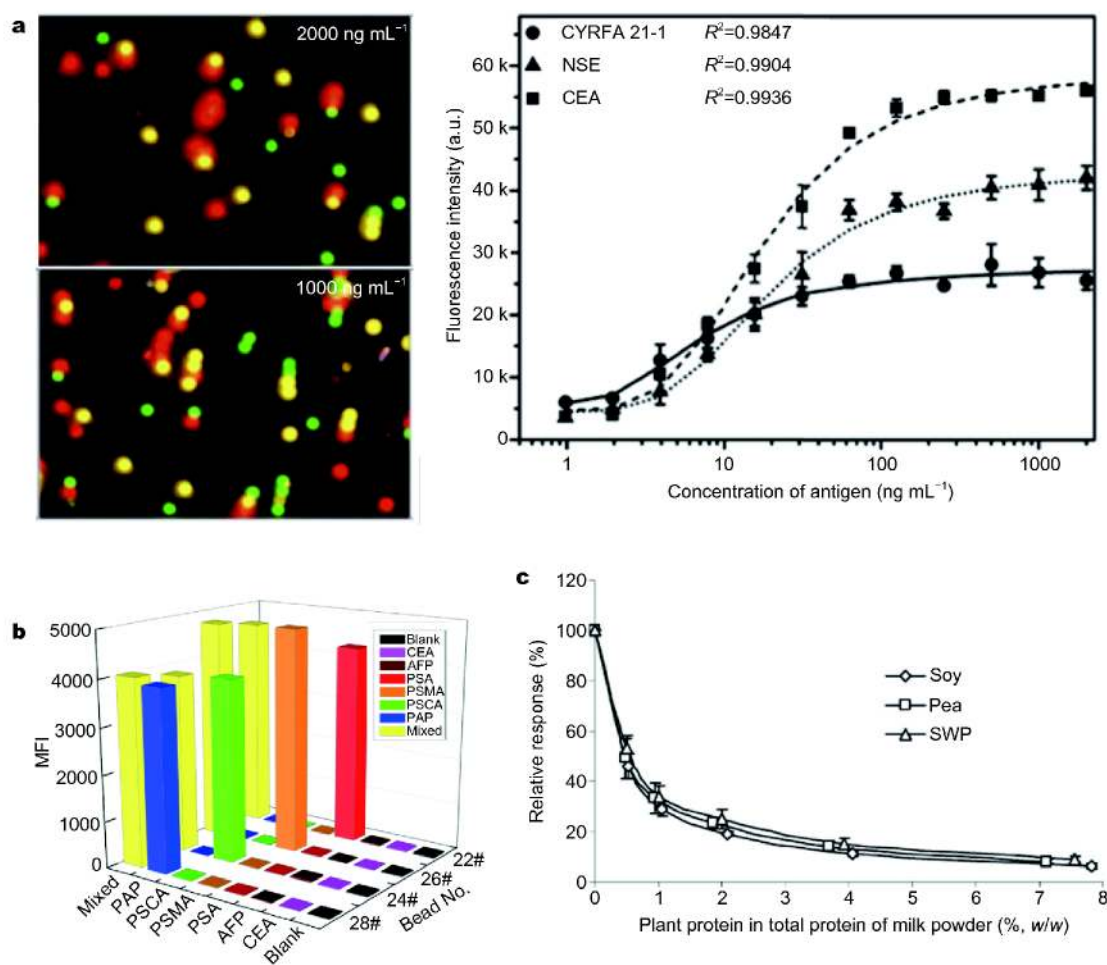 a
2000 ng mL⁻¹
1000 ng mL⁻¹
CYRFA 21-1 R²=0.9847
NSE R²=0.9904
CEA R²=0.9936
60 k
50 k
40 k
30 k
20 k
10 k
0
Fluorescence intensity (a.u.)
1 10 100 1000
Concentration of antigen (ng mL⁻¹)
b
5000
4000
3000
2000
1000
0
MFI
Blank
CEA
AFP
PSA
PSMA
PSCA
PAP
Mixed
Mixed
PAP
PSCA
PSMA
PSA
AFP
CEA
Blank
28#
24#
26#
22#
Bead No.
c
120
100
80
60
40
20
0
Relative response (%)
Soy
Pea
SWP
0 1 2 3 4 5 6 7 8
Plant protein in total protein of milk powder (%, w/w)